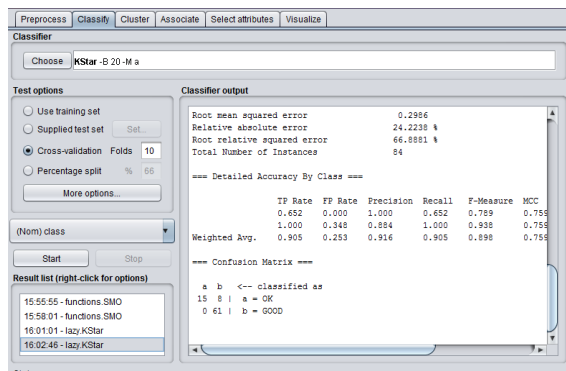 Preprocess Classify Cluster Associate Select attributes Visualize
Classifier
Choose KStar -B 20 -M a
Test options
Use training set
Supplied test set Set...
Cross-validation Folds 10
Percentage split % 66
More options...
(Nom) class
Start Stop
Result list (right-click for options)
15:55:55 - functions.SMO
15:58:01 - functions.SMO
16:01:01 - lazy.KStar
16:02:46 - lazy.KStar
Classifier output
Root mean squared error 0.2986
Relative absolute error 24.2238 %
Root relative squared error 66.8881 %
Total Number of Instances 84
=== Detailed Accuracy By Class ===
TP Rate FP Rate Precision Recall F-Measure MCC
0.652 0.000 1.000 0.652 0.789 0.759
1.000 0.348 0.884 1.000 0.938 0.759
Weighted Avg. 0.905 0.253 0.916 0.905 0.898 0.759
=== Confusion Matrix ===
a b <-- classified as
15 8 | a = OK
0 61 | b = GOOD